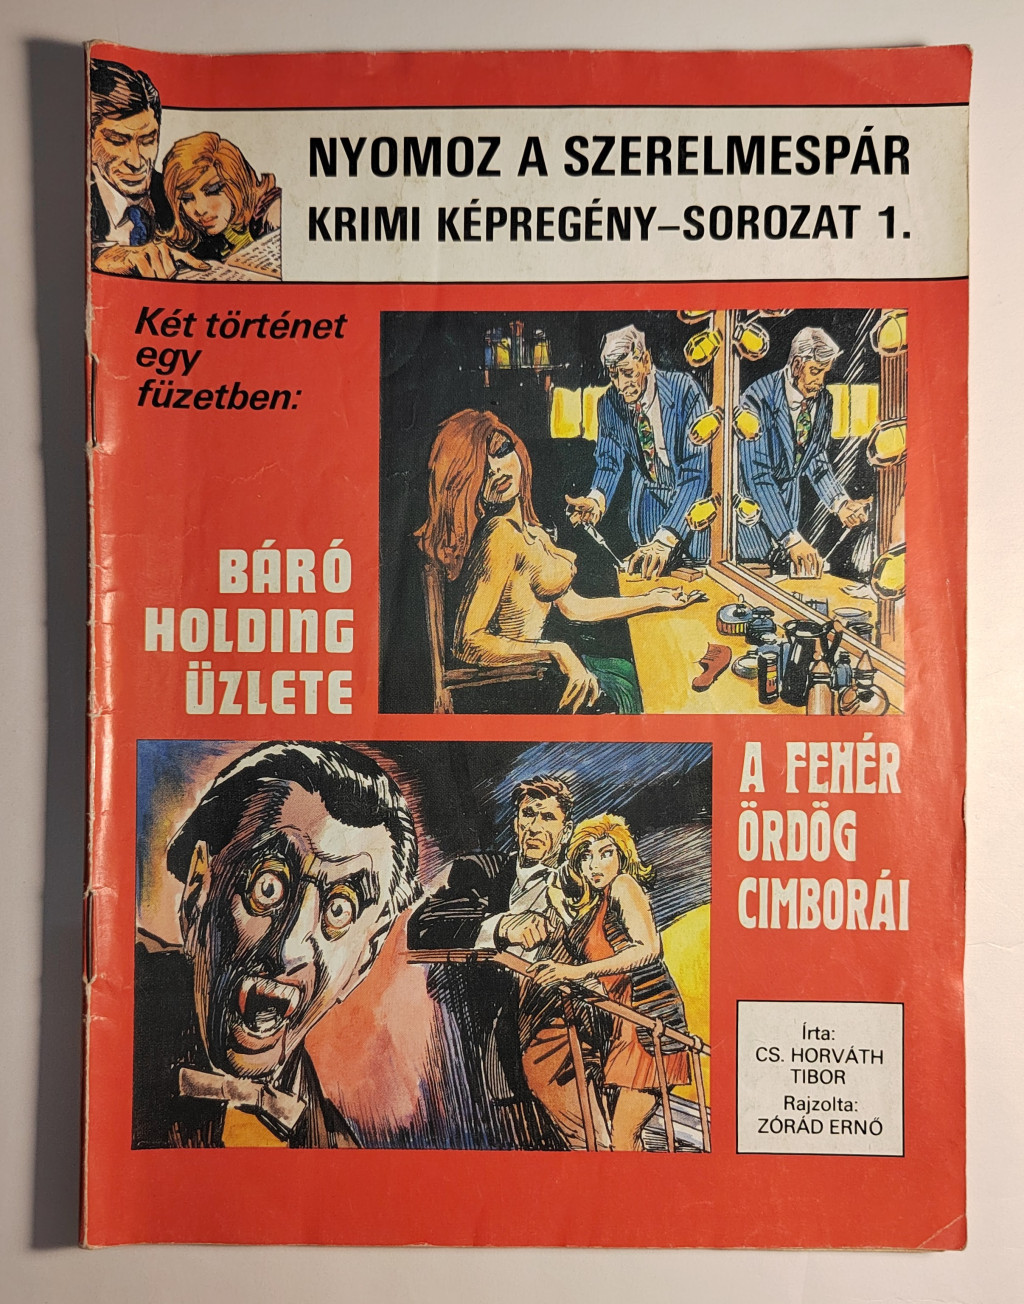 NYOMOZ A SZERELMESPÁR
KRIMI KÉPREGÉNY–SOROZAT 1.
Két történet
egy
füzetben:
BÁRÓ
HOLDING
ÜZLETE
A FEHÉR
ÖRDÖG
CIMBORÁI
Írta:
CS. HORVÁTH
TIBOR
Rajzolta:
ZÓRÁD ERNŐ